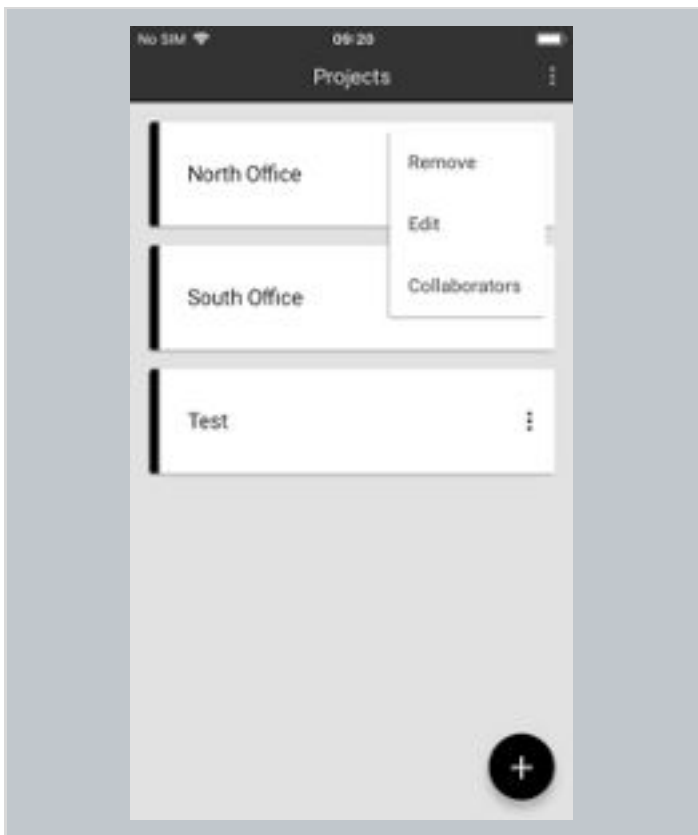 No SIM 09:20
Projects
North Office
Remove
Edit
South Office
Collaborators
Test